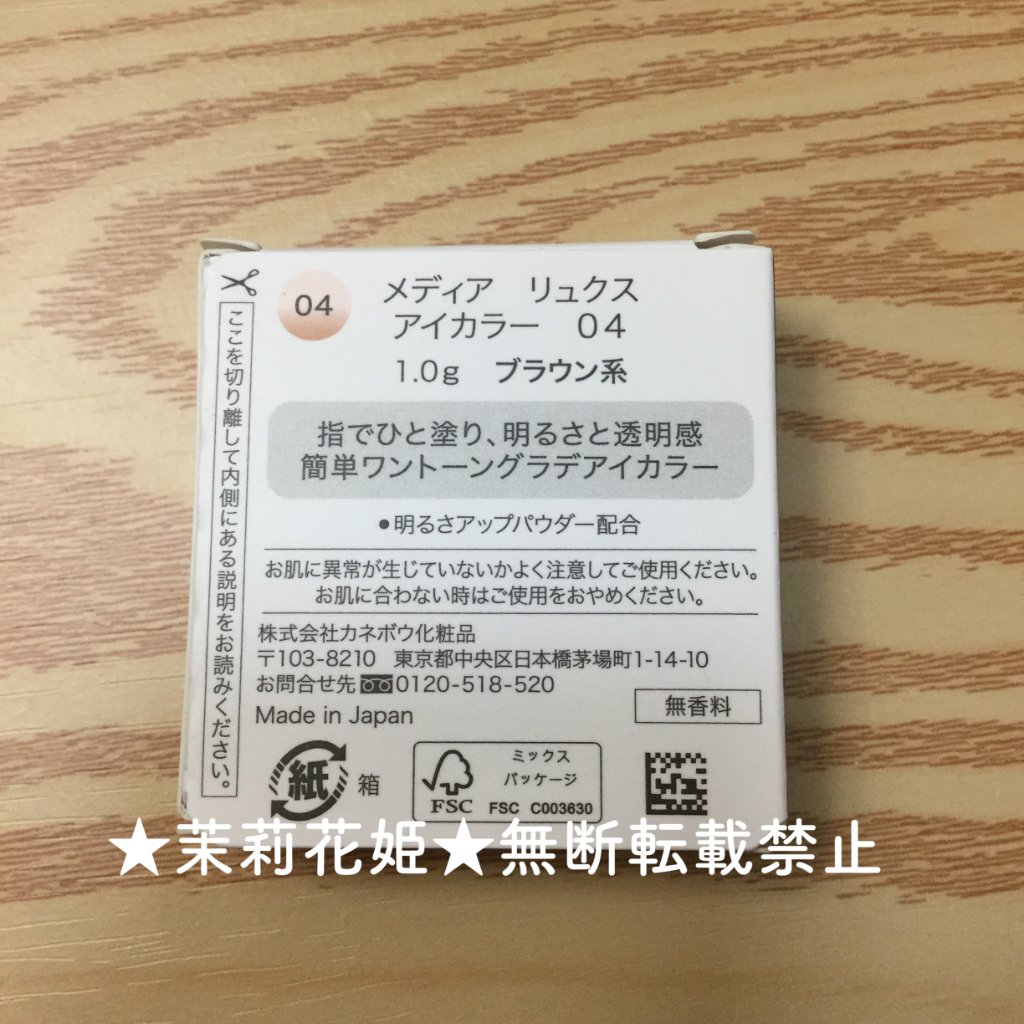 04
メディア リュクス
アイカラー 04
1.0g ブラウン系
指でひと塗り、明るさと透明感
簡単ワントーングラデアイカラー
•明るさアップパウダー配合
お肌に異常が生じていないかよく注意してご使用ください。
お肌に合わない時はご使用をおやめください。
株式会社カネボウ化粧品
〒103-8210 東京都中央区日本橋茅場町1-14-10
お問合せ先 0120-518-520
Made in Japan
無香料
紙 箱
FSC
ミックス
パッケージ
FSC C003630
ここを切り離して内側にある説明をお読みください。
★茉莉花姫★無断転載禁止